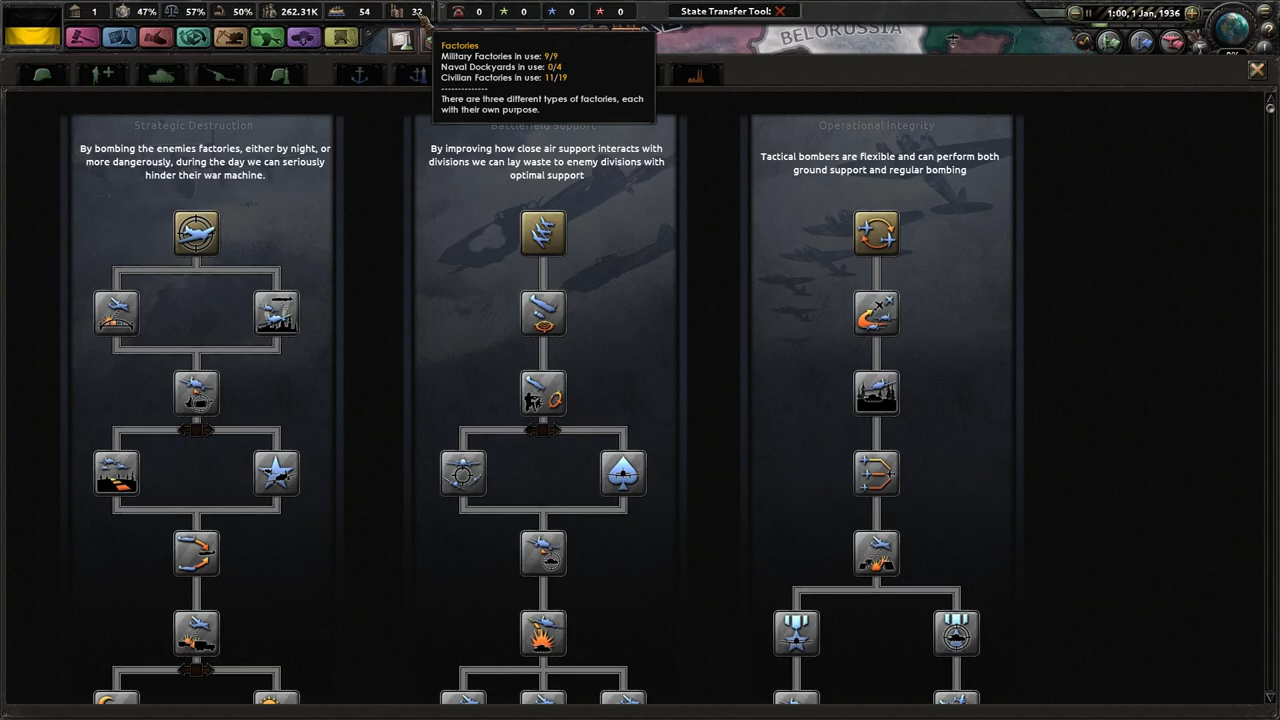 1 47% 57% 50% 262.31K 54 32 0 0 0 0 State Transfer Tool: 1:00, 1 Jan, 1936
BELORUSSIA
Factories
Military Factories in use: 9/9
Naval Dockyards in use: 0/4
Civilian Factories in use: 11/19
--------------
There are three different types of factories, each
with their own purpose.
Strategic Destruction
By bombing the enemies factories, either by night, or
more dangerously, during the day we can seriously
hinder their war machine.
Battlefield Support
By improving how close air support interacts with
divisions we can lay waste to enemy divisions with
optimal support
Operational Integrity
Tactical bombers are flexible and can perform both
ground support and regular bombing